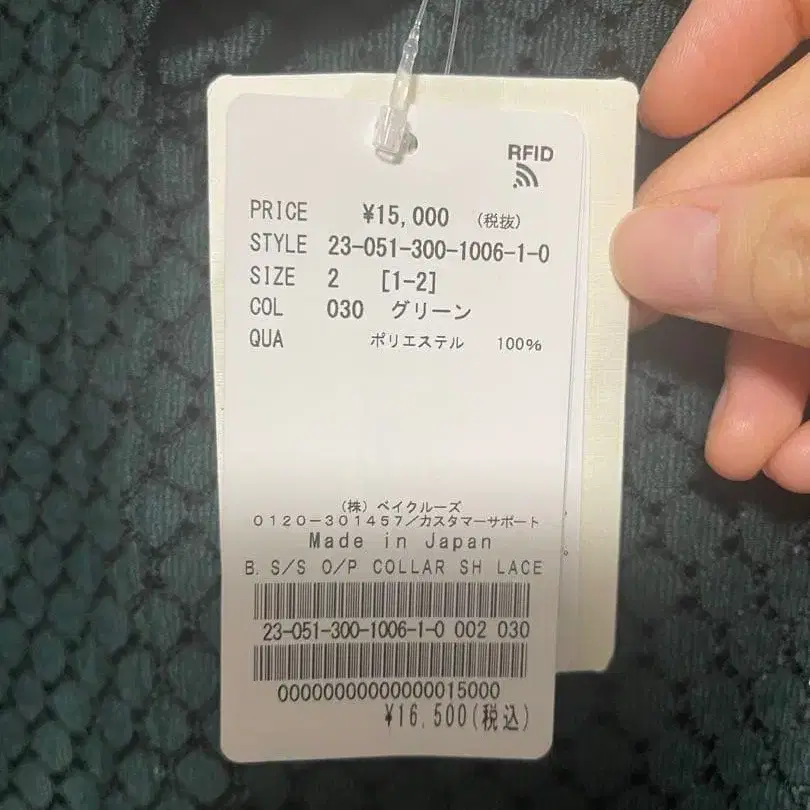 RFID
PRICE ¥15,000 (税抜)
STYLE 23-051-300-1006-1-0
SIZE 2 [1-2]
COL 030 グリーン
QUA ポリエステル 100%
(株) ベイクルーズ
0120-301457/カスタマーサポート
Made in Japan
B. S/S O/P COLLAR SH LACE
23-051-300-1006-1-0 002 030
00000000000000015000
¥16,500(税込)